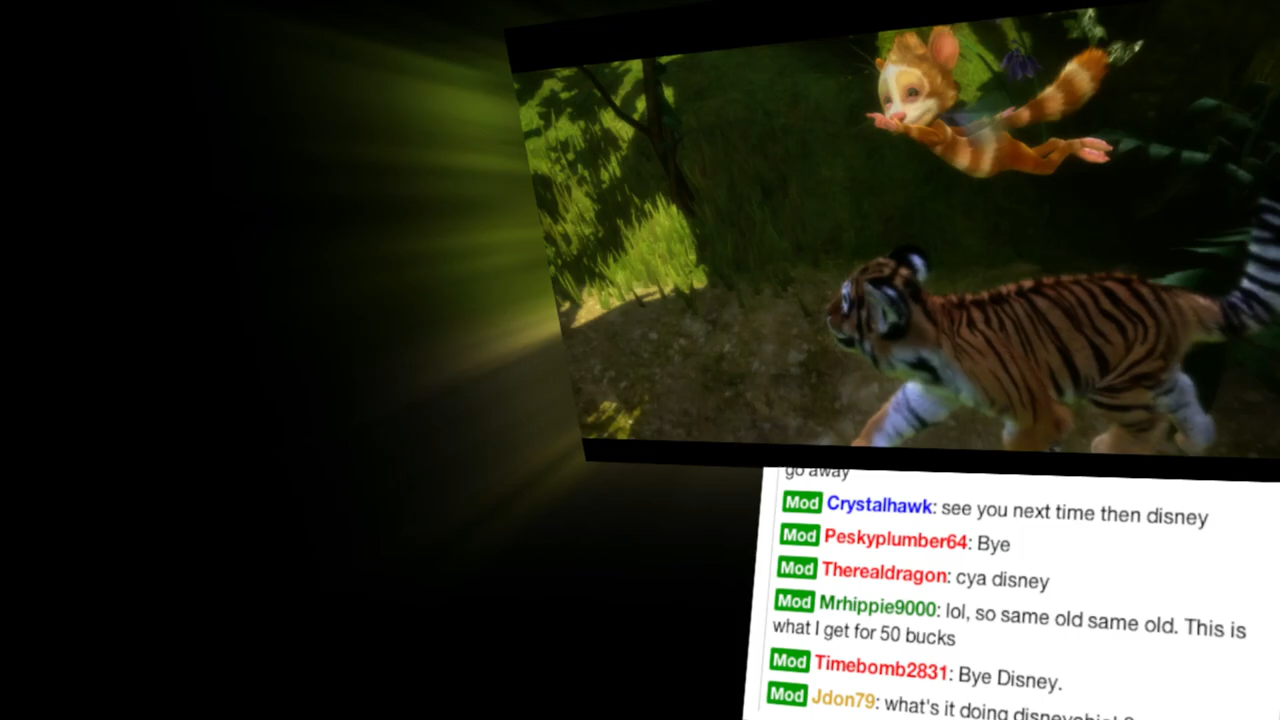 go away
Mod Crystalhawk: see you next time then disney
Mod Peskyplumber64: Bye
Mod Therealdragon: cya disney
Mod Mrhippie9000: lol, so same old same old. This is
what I get for 50 bucks
Mod Timebomb2831: Bye Disney.
Mod Jdon79: what's it doing